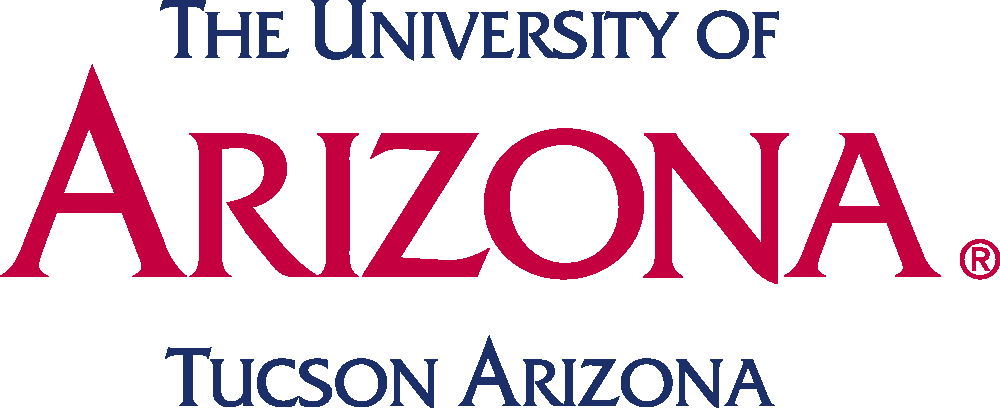 THE UNIVERSITY OF
ARIZONA®
TUCSON ARIZONA